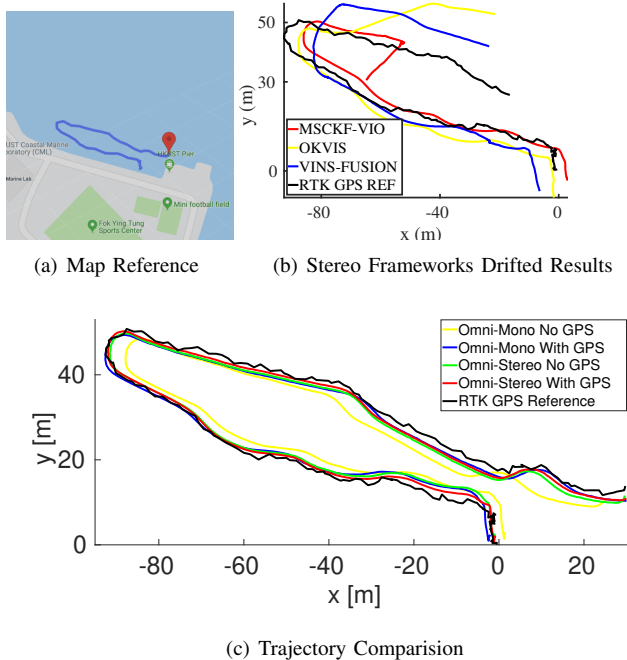 UST Coastal Marine
oratory (CML)
HKUST Pier
Marine Lab.
Mini football field
Fok Ying Tung
Sports Center
(a) Map Reference
50
30
0
y (m)
MSCKF-VIO
OKVIS
VINS-FUSION
RTK GPS REF
-80 -40 0
x (m)
(b) Stereo Frameworks Drifted Results
Omni-Mono No GPS
Omni-Mono With GPS
Omni-Stereo No GPS
Omni-Stereo With GPS
RTK GPS Reference
40
20
0
y [m]
-80 -60 -40 -20 0 20
x [m]
(c) Trajectory Comparision